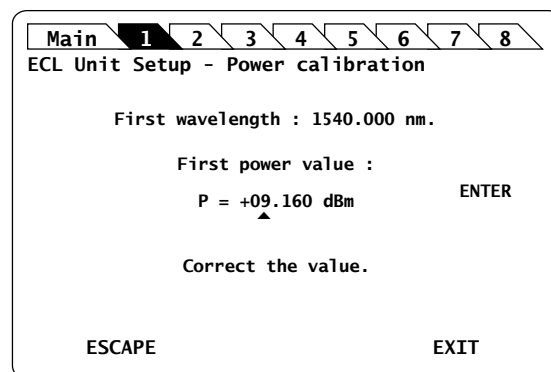 Main 1 2 3 4 5 6 7 8
ECL Unit Setup - Power calibration
First wavelength : 1540.000 nm.
First power value :
P = +09.160 dBm
ENTER
Correct the value.
ESCAPE EXIT